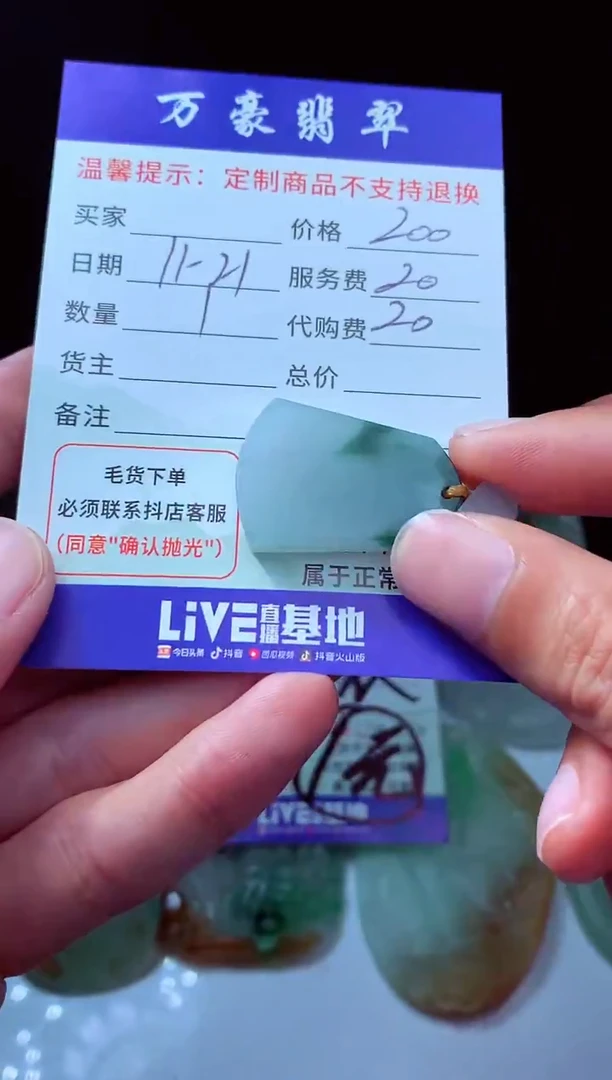 万豪翡翠
温馨提示：定制商品不支持退换
买家 价格 200
日期 11-21 服务费 20
数量 1 代购费 20
货主 总价
备注
毛货下单
必须联系抖店客服
(同意"确认抛光")
属于正常
LiVE直播基地
今日头条 抖音 西瓜视频 抖音火山版
LiVE基地